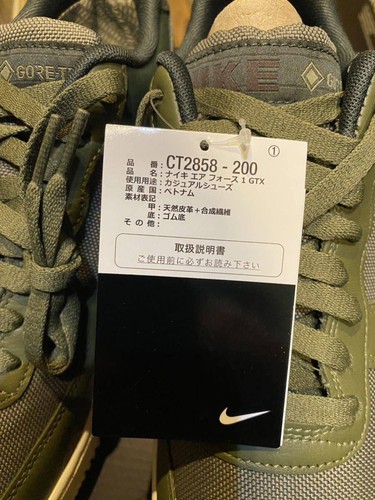 GORE-T
NIKE
G
①
品 番: CT2858 - 200
品 名: ナイキ エア フォース 1 GTX
使用用途: カジュアルシューズ
原 産 国: ベトナム
素材表記
甲: 天然皮革+合成繊維
底: ゴム底
そ の 他:
取扱説明書
ご使用前に必ずお読み下さい